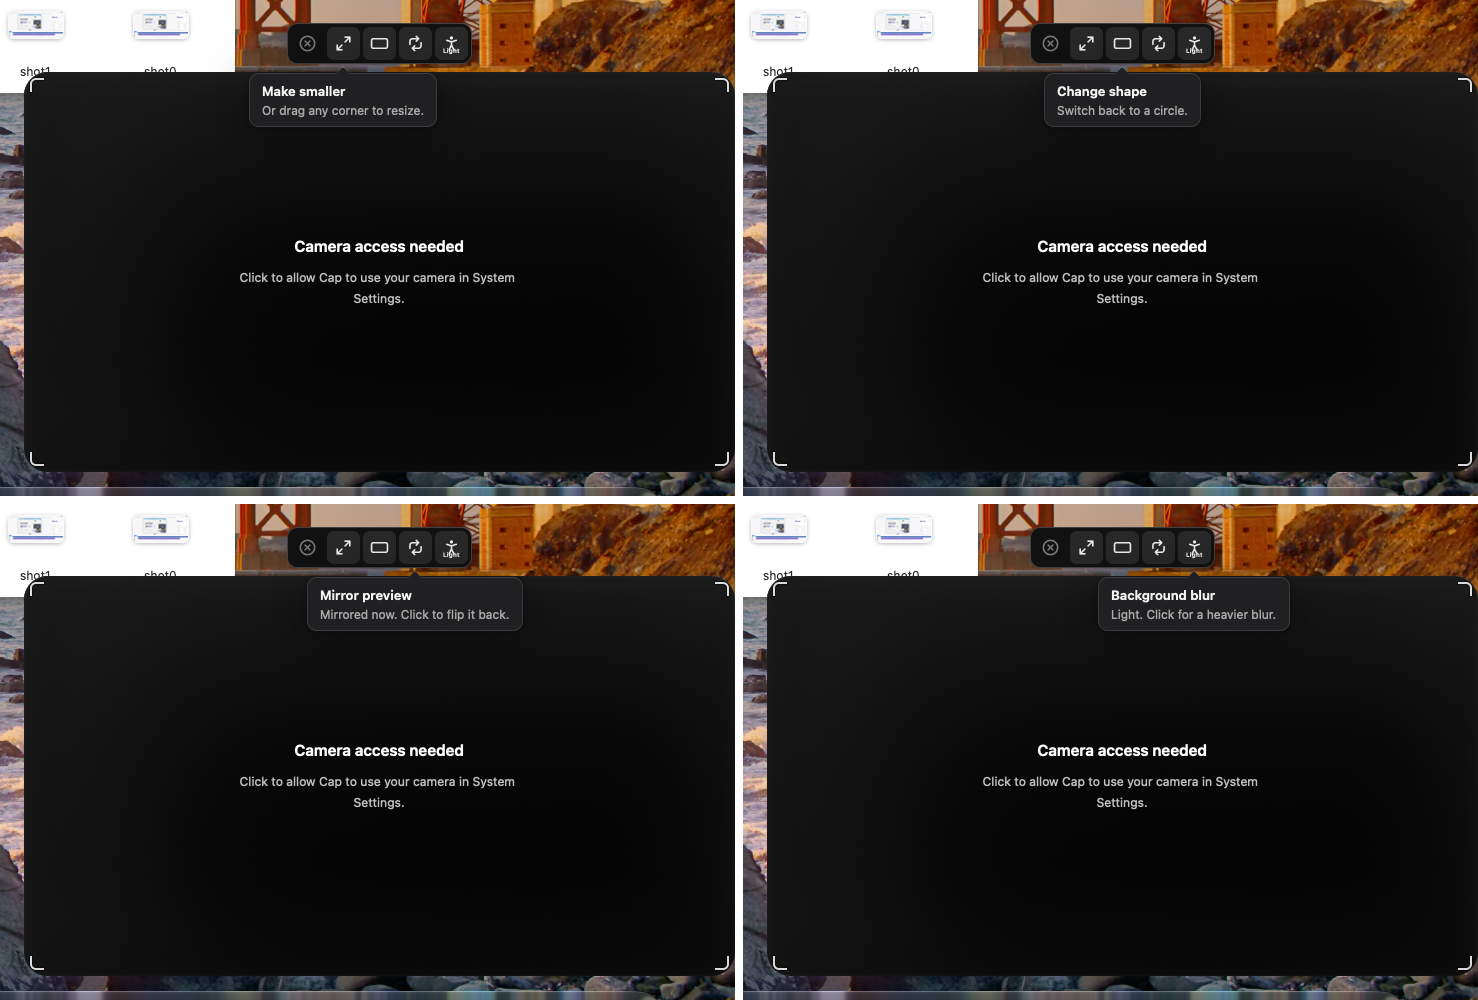 shot1
shot0
Light
Make smaller
Or drag any corner to resize.
Camera access needed
Click to allow Cap to use your camera in System
Settings.
shot1
shot0
Light
Change shape
Switch back to a circle.
Camera access needed
Click to allow Cap to use your camera in System
Settings.
shot1
shot0
Light
Mirror preview
Mirrored now. Click to flip it back.
Camera access needed
Click to allow Cap to use your camera in System
Settings.
shot1
shot0
Light
Background blur
Light. Click for a heavier blur.
Camera access needed
Click to allow Cap to use your camera in System
Settings.